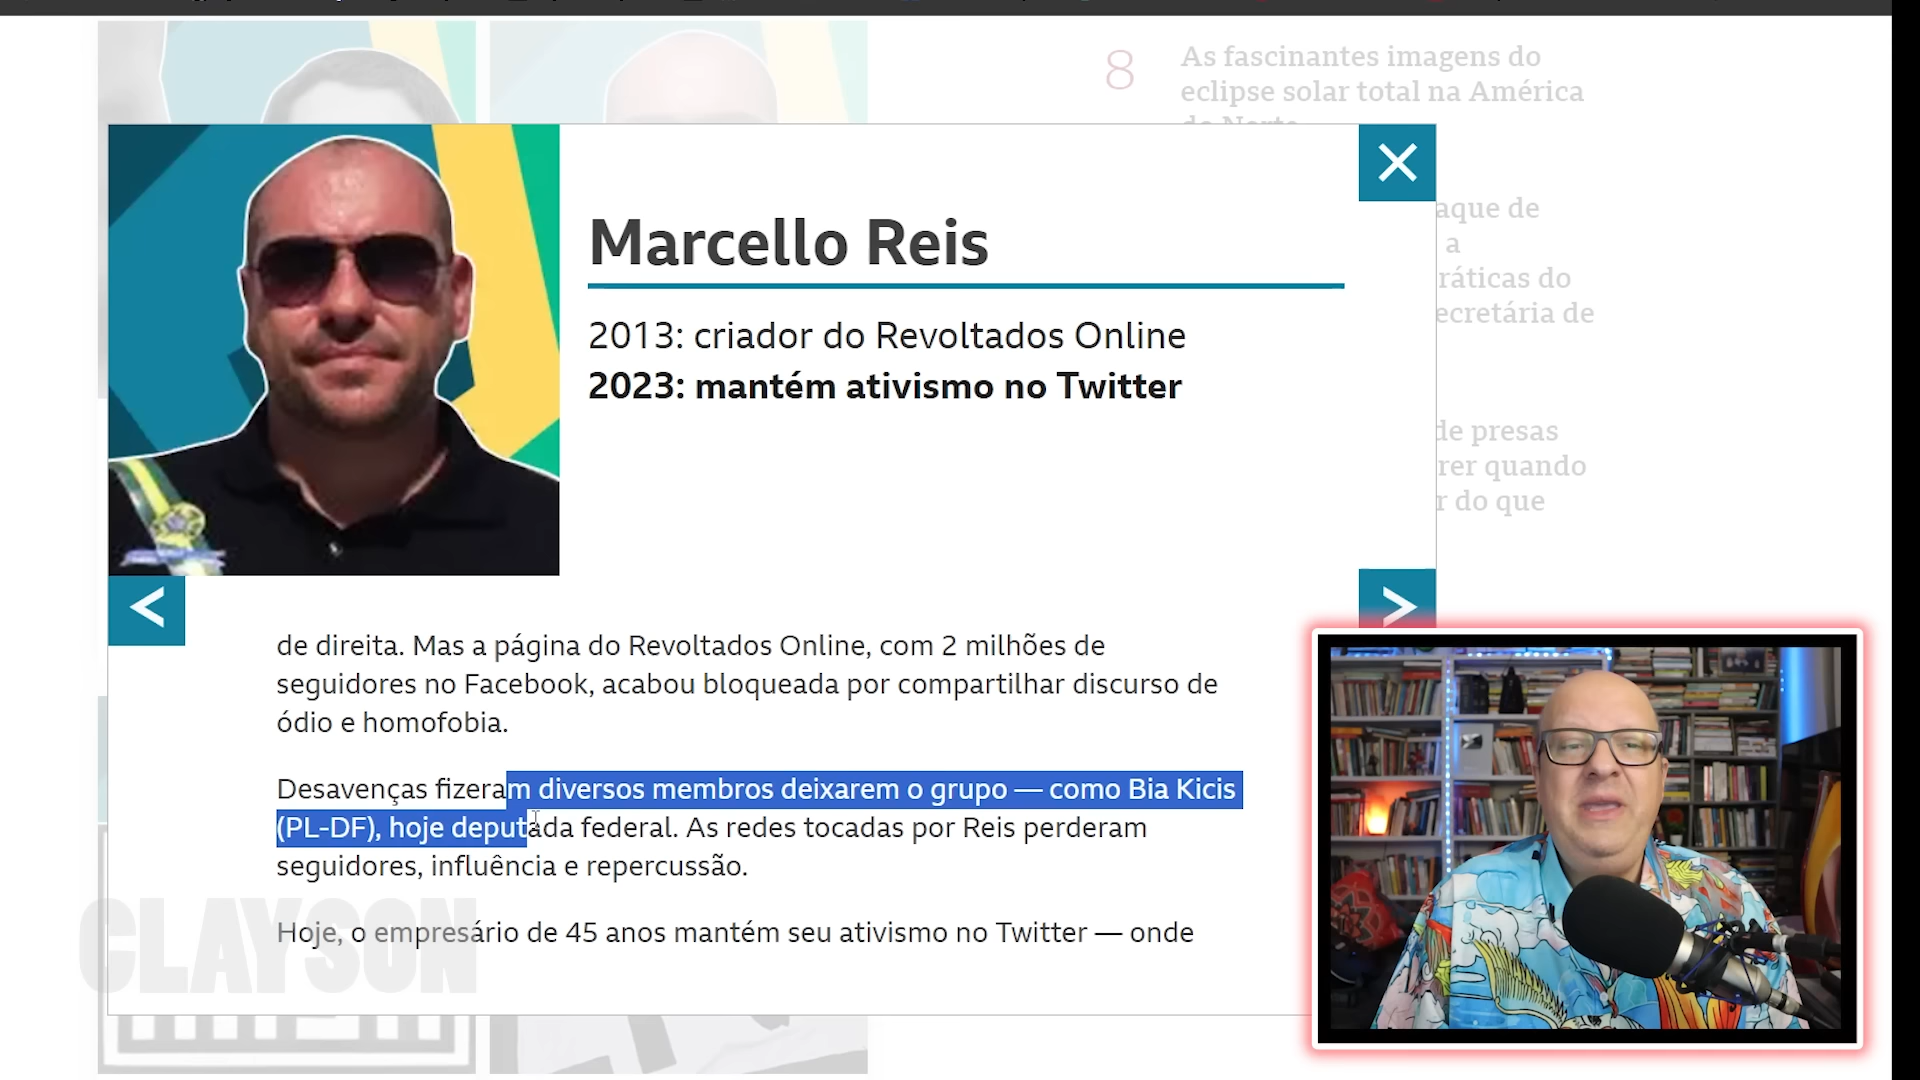 8
As fascinantes imagens do
eclipse solar total na América
do Norte
Marcello Reis
2013: criador do Revoltados Online
2023: mantém ativismo no Twitter
aque de
a
ráticas do
ecretária de
de presas
rer quando
r do que
de direita. Mas a página do Revoltados Online, com 2 milhões de
seguidores no Facebook, acabou bloqueada por compartilhar discurso de
ódio e homofobia.
Desavenças fizeram diversos membros deixarem o grupo — como Bia Kicis
(PL-DF), hoje deputada federal. As redes tocadas por Reis perderam
seguidores, influência e repercussão.
Hoje, o empresário de 45 anos mantém seu ativismo no Twitter — onde
CLAYSON